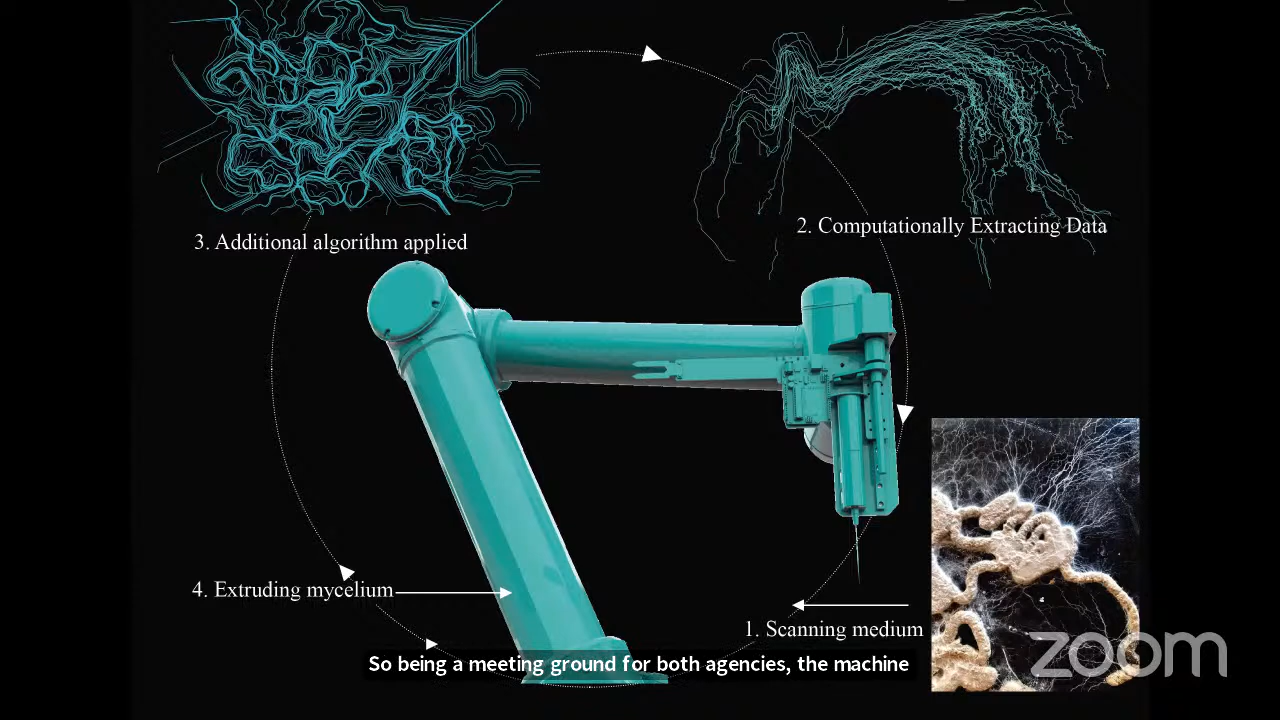 2. Computationally Extracting Data
3. Additional algorithm applied
4. Extruding mycelium
1. Scanning medium
So being a meeting ground for both agencies, the machine
zoom